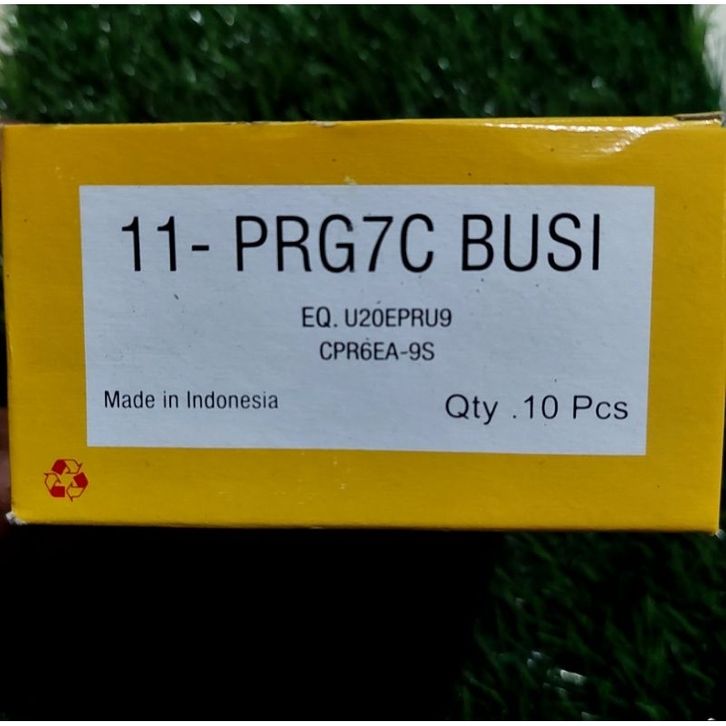 11- PRG7C BUSI
EQ. U20EPRU9
CPR6EA-9S
Made in Indonesia
Qty .10 Pcs